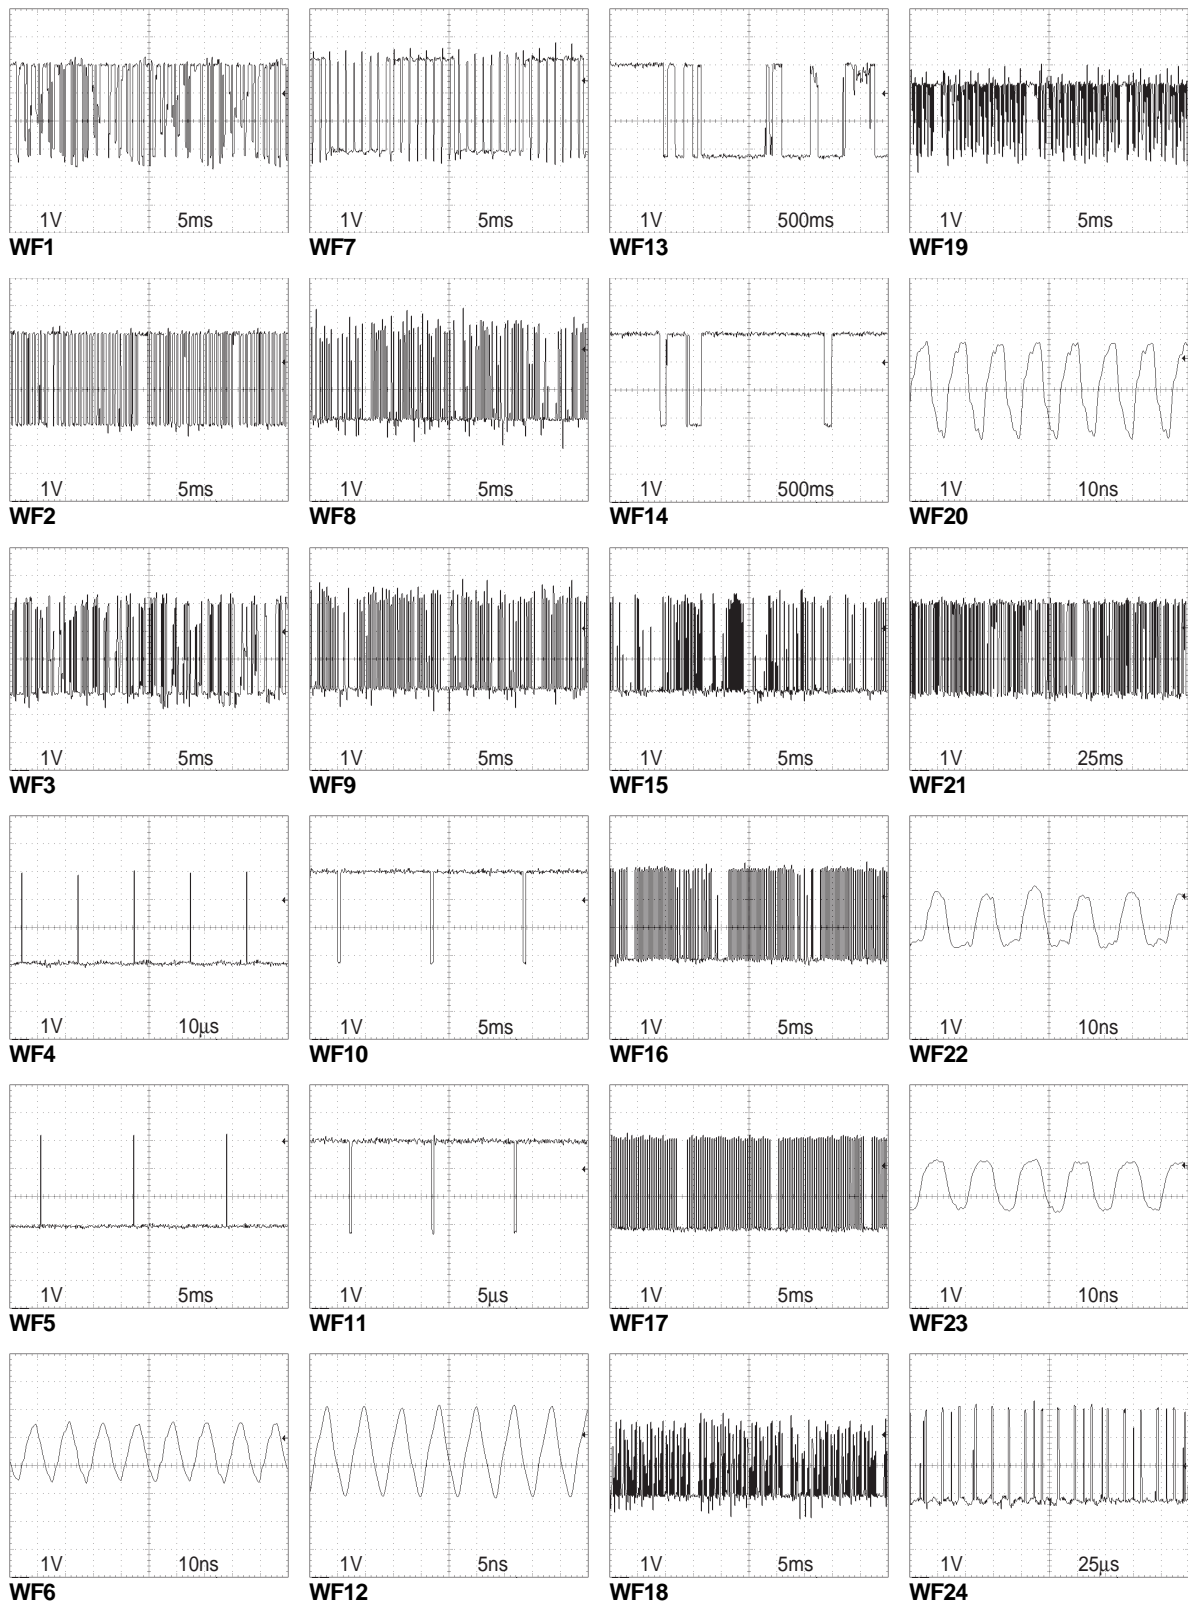 1V 5ms
WF1
1V 5ms
WF7
1V 500ms
WF13
1V 5ms
WF19
1V 5ms
WF2
1V 5ms
WF8
1V 500ms
WF14
1V 10ns
WF20
1V 5ms
WF3
1V 5ms
WF9
1V 5ms
WF15
1V 25ms
WF21
1V 10µs
WF4
1V 5ms
WF10
1V 5ms
WF16
1V 10ns
WF22
1V 5ms
WF5
1V 5µs
WF11
1V 5ms
WF17
1V 10ns
WF23
1V 10ns
WF6
1V 5ns
WF12
1V 5ms
WF18
1V 25µs
WF24